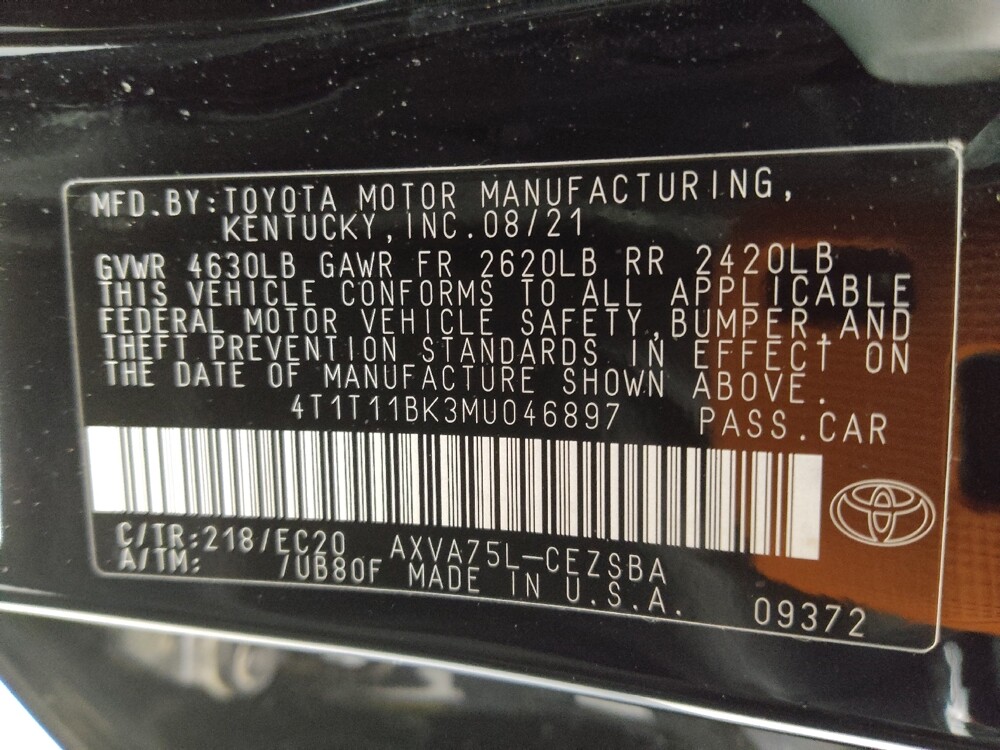 MFD.BY:TOYOTA MOTOR MANUFACTURING,
KENTUCKY, INC.08/21
GVWR 4630LB GAWR FR 2620LB RR 2420LB
THIS VEHICLE CONFORMS TO ALL APPLICABLE
FEDERAL MOTOR VEHICLE SAFETY,BUMPER,AND
THEFT PREVENTION STANDARDS IN EFFECT ON
THE DATE OF MANUFACTURE SHOWN ABOVE.
4T1T11BK3MU046897 PASS.CAR
C/TR:218/EC20 AXVA75L-CEZSBA
A/TM: /UB80F MADE IN U.S.A. 09372